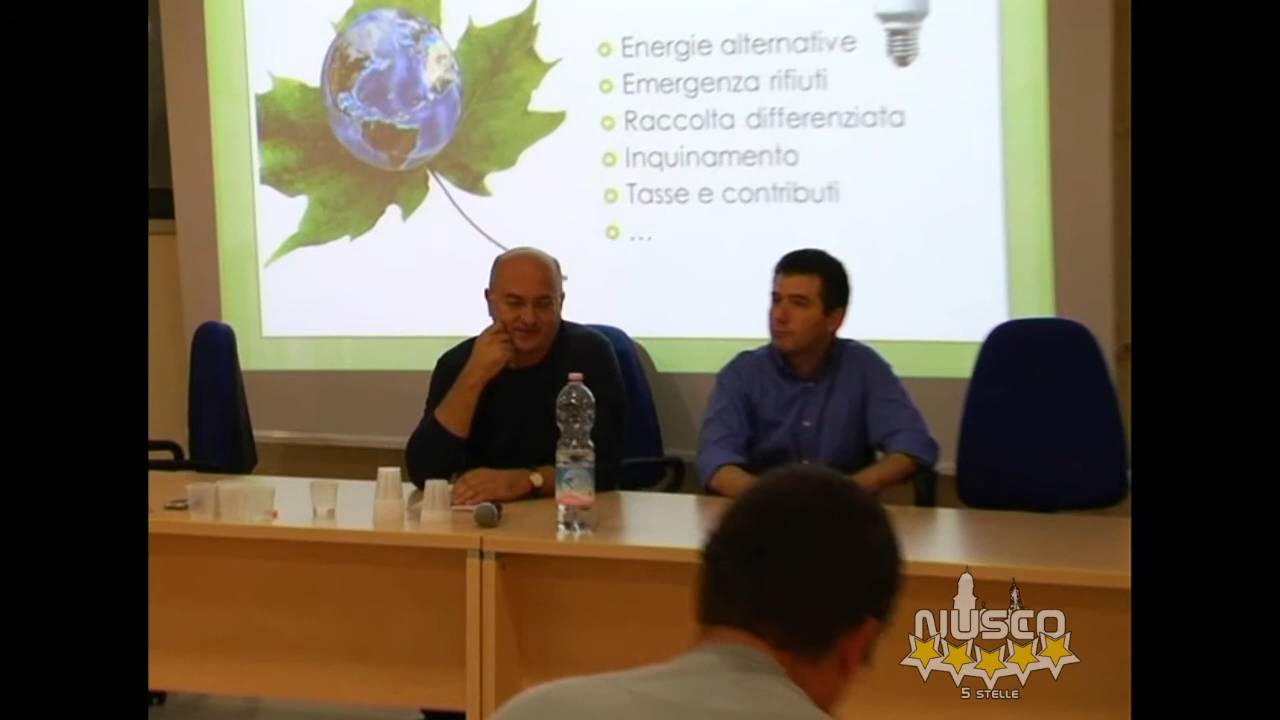 Energie alternative
Emergenza rifiuti
Raccolta differenziata
Inquinamento
Tasse e contributi
...
NUSCO
5 STELLE